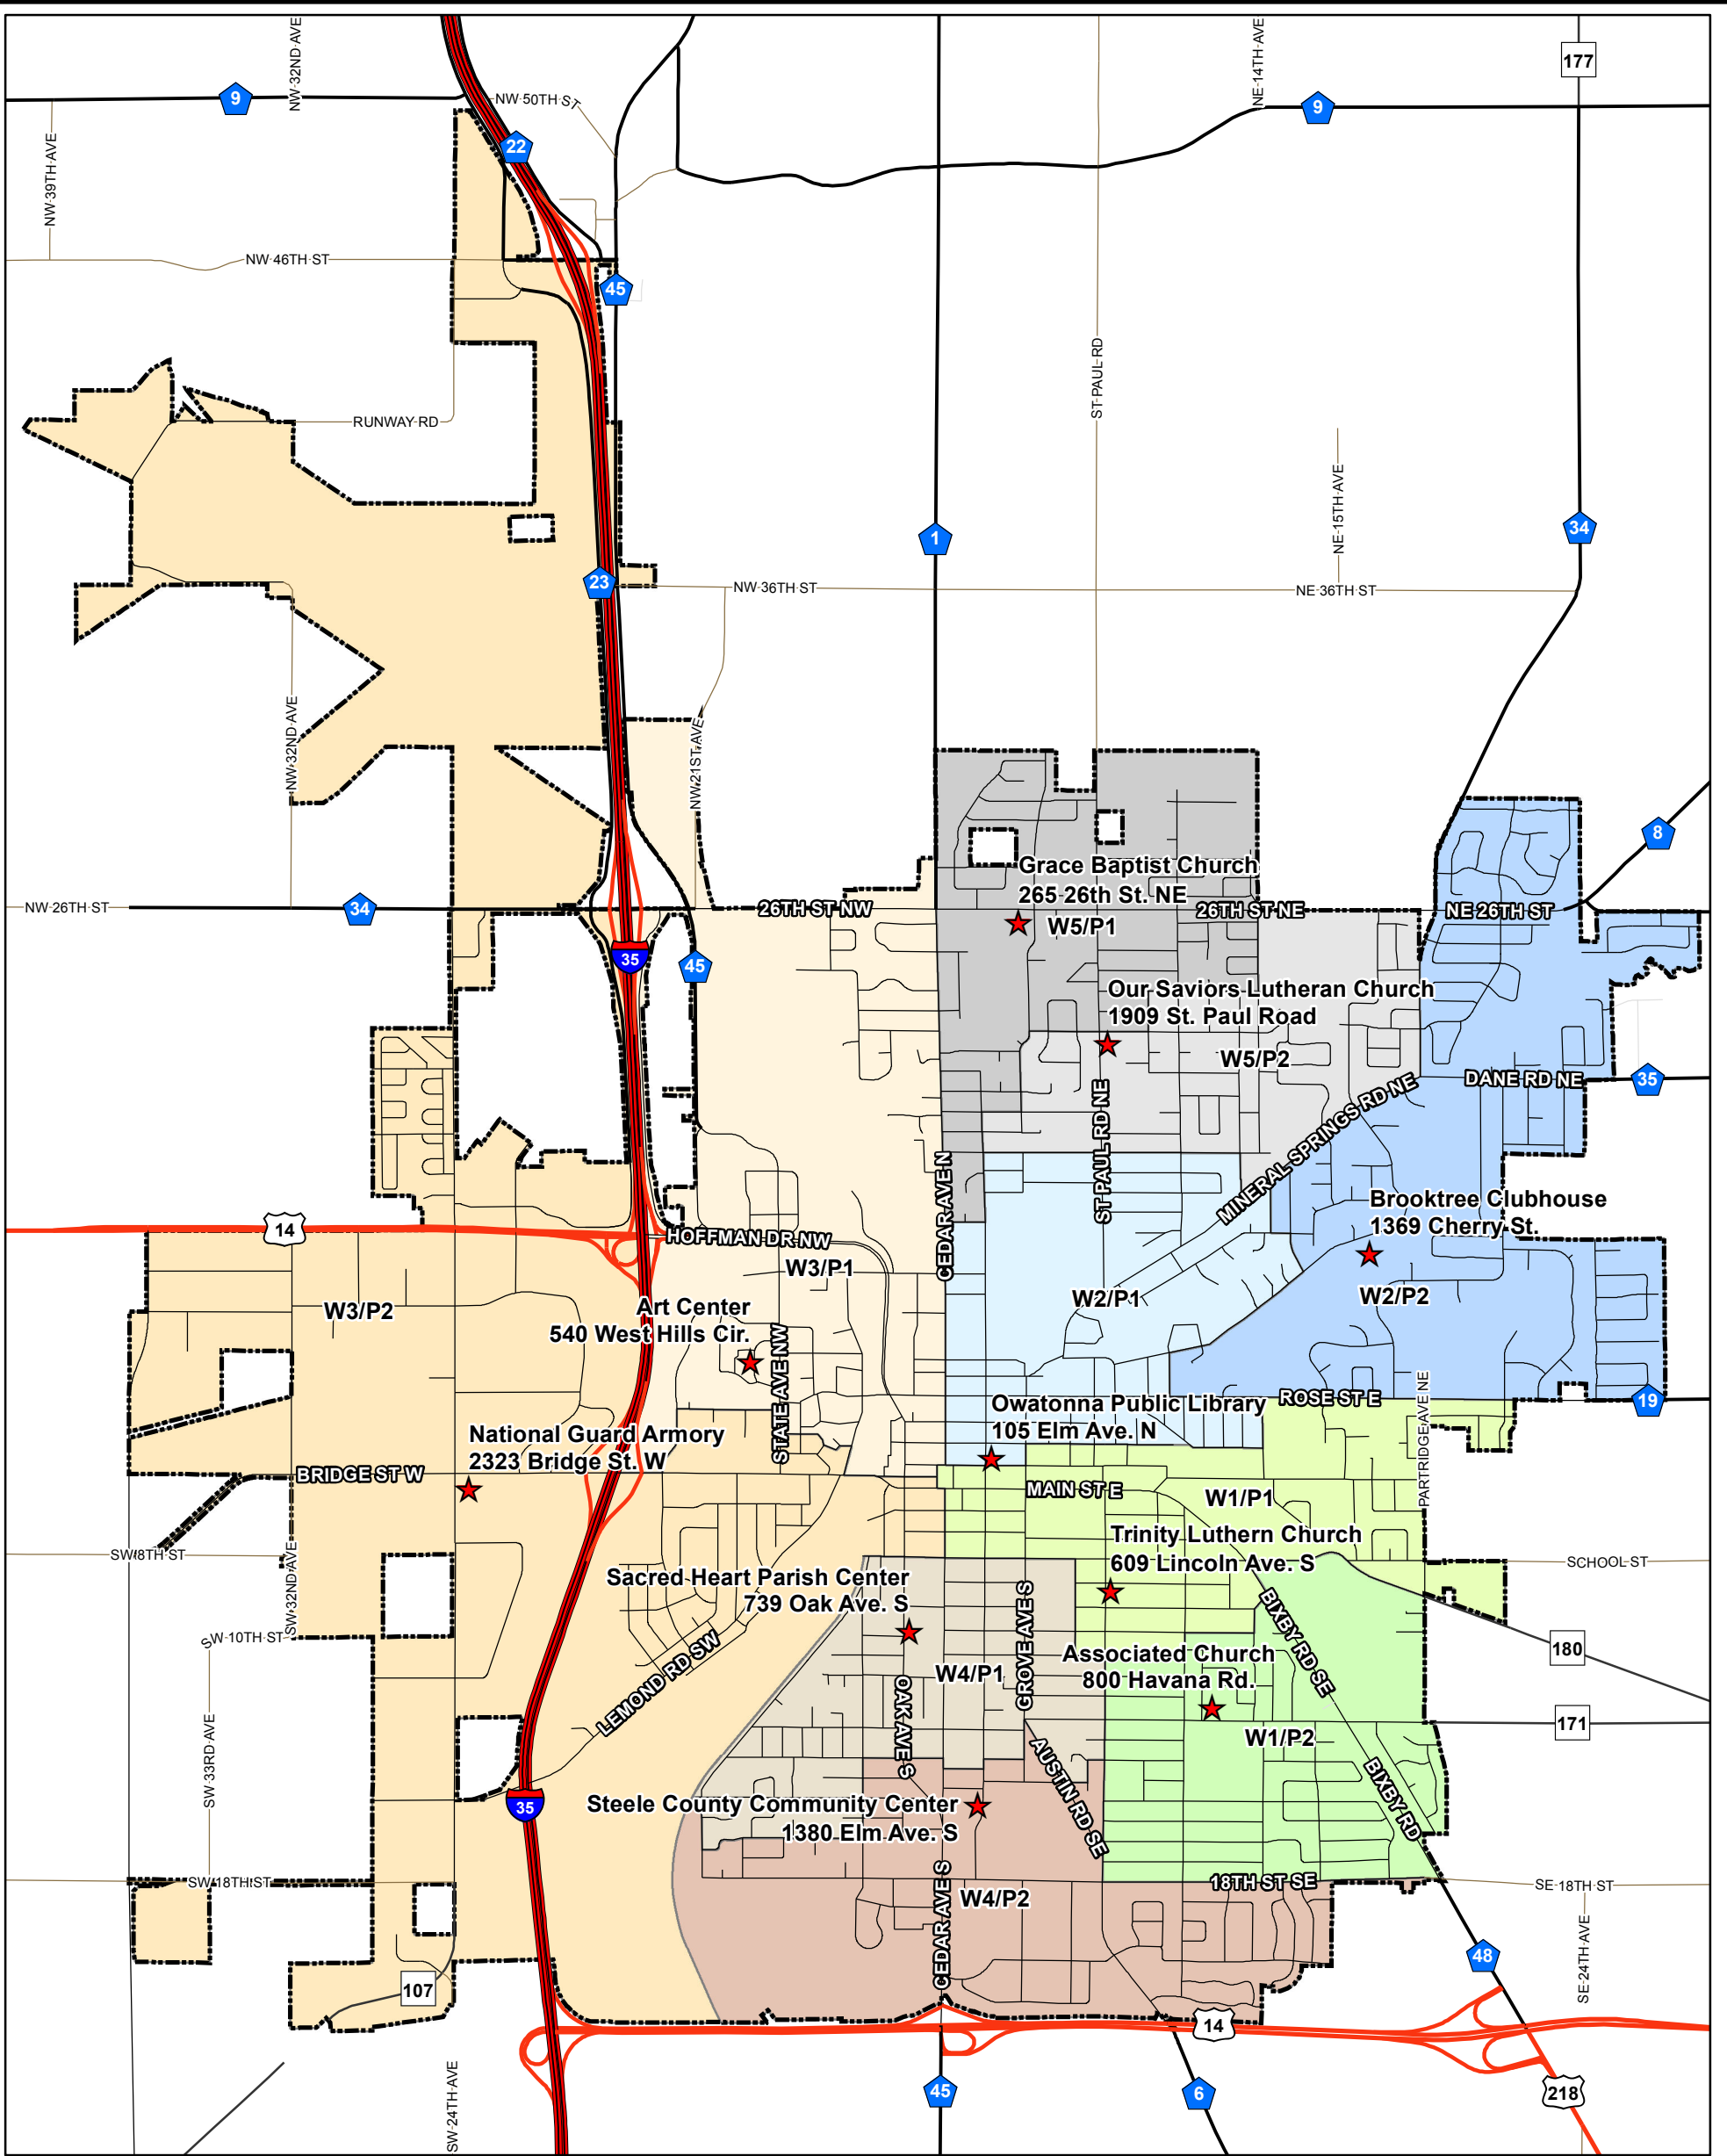 NW 32ND AVE
NE 14TH AVE
177
9
NW 50TH ST
9
22
NW 39TH AVE
NW 46TH ST
45
ST PAUL RD
RUNWAY RD
NE 15TH AVE
34
1
23
NW 36TH ST
NE 36TH ST
NW 32ND AVE
NW 21ST AVE
8
Grace Baptist Church
265 26th St. NE
W5/P1
NW 26TH ST
34
26TH ST NW
26TH ST NE
NE 26TH ST
35
45
Our Saviors Lutheran Church
1909 St. Paul Road
W5/P2
DANE RD NE
35
ST PAUL RD NE
MINERAL SPRINGS RD NE
CEDAR AVE N
Brooktree Clubhouse
1369 Cherry St.
14
HOFFMAN DR NW
W3/P1
W3/P2
W2/P1
W2/P2
Art Center
540 West Hills Cir.
STATE AVE NW
ROSE ST E
19
PARTRIDGE AVE NE
Owatonna Public Library
105 Elm Ave. N
National Guard Armory
2323 Bridge St. W
BRIDGE ST W
MAIN ST E
W1/P1
Trinity Luthern Church
609 Lincoln Ave. S
SW 8TH ST
SW 32ND AVE
SCHOOL ST
Sacred Heart Parish Center
739 Oak Ave. S
GROVE AVE S
BIXBY RD SE
SW 10TH ST
180
LEMOND RD SW
W4/P1
Associated Church
800 Havana Rd.
OAK AVE S
171
SW 33RD AVE
W1/P2
AUSTIN RD SE
BIXBY RD
35
Steele County Community Center
1380 Elm Ave. S
SW 18TH ST
18TH ST SE
SE 18TH ST
CEDAR AVE S
W4/P2
SE 24TH AVE
48
107
14
SW 24TH AVE
45
6
218